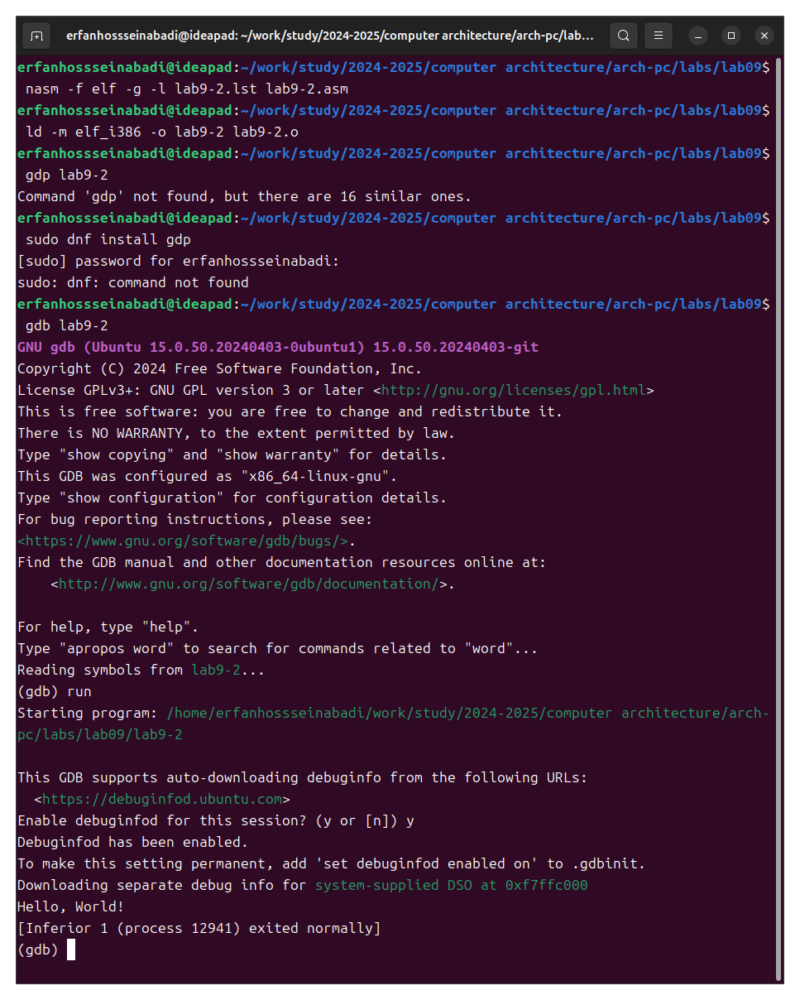 erfanhossseinabadi@ideapad: ~/work/study/2024-2025/computer architecture/arch-pc/lab...
erfanhossseinabadi@ideapad:~/work/study/2024-2025/computer architecture/arch-pc/labs/lab09$
nasm -f elf -g -l lab9-2.lst lab9-2.asm
erfanhossseinabadi@ideapad:~/work/study/2024-2025/computer architecture/arch-pc/labs/lab09$
ld -m elf_i386 -o lab9-2 lab9-2.o
erfanhossseinabadi@ideapad:~/work/study/2024-2025/computer architecture/arch-pc/labs/lab09$
gdp lab9-2
Command 'gdp' not found, but there are 16 similar ones.
erfanhossseinabadi@ideapad:~/work/study/2024-2025/computer architecture/arch-pc/labs/lab09$
sudo dnf install gdp
[sudo] password for erfanhossseinabadi:
sudo: dnf: command not found
erfanhossseinabadi@ideapad:~/work/study/2024-2025/computer architecture/arch-pc/labs/lab09$
gdb lab9-2
GNU gdb (Ubuntu 15.0.50.20240403-0ubuntu1) 15.0.50.20240403-git
Copyright (C) 2024 Free Software Foundation, Inc.
License GPLv3+: GNU GPL version 3 or later <http://gnu.org/licenses/gpl.html>
This is free software: you are free to change and redistribute it.
There is NO WARRANTY, to the extent permitted by law.
Type "show copying" and "show warranty" for details.
This GDB was configured as "x86_64-linux-gnu".
Type "show configuration" for configuration details.
For bug reporting instructions, please see:
<https://www.gnu.org/software/gdb/bugs/>.
Find the GDB manual and other documentation resources online at:
<http://www.gnu.org/software/gdb/documentation/>.
For help, type "help".
Type "apropos word" to search for commands related to "word"...
Reading symbols from lab9-2...
(gdb) run
Starting program: /home/erfanhossseinabadi/work/study/2024-2025/computer architecture/arch-
pc/labs/lab09/lab9-2
This GDB supports auto-downloading debuginfo from the following URLs:
<https://debuginfod.ubuntu.com>
Enable debuginfod for this session? (y or [n]) y
Debuginfod has been enabled.
To make this setting permanent, add 'set debuginfod enabled on' to .gdbinit.
Downloading separate debug info for system-supplied DSO at 0xf7ffc000
Hello, World!
[Inferior 1 (process 12941) exited normally]
(gdb)